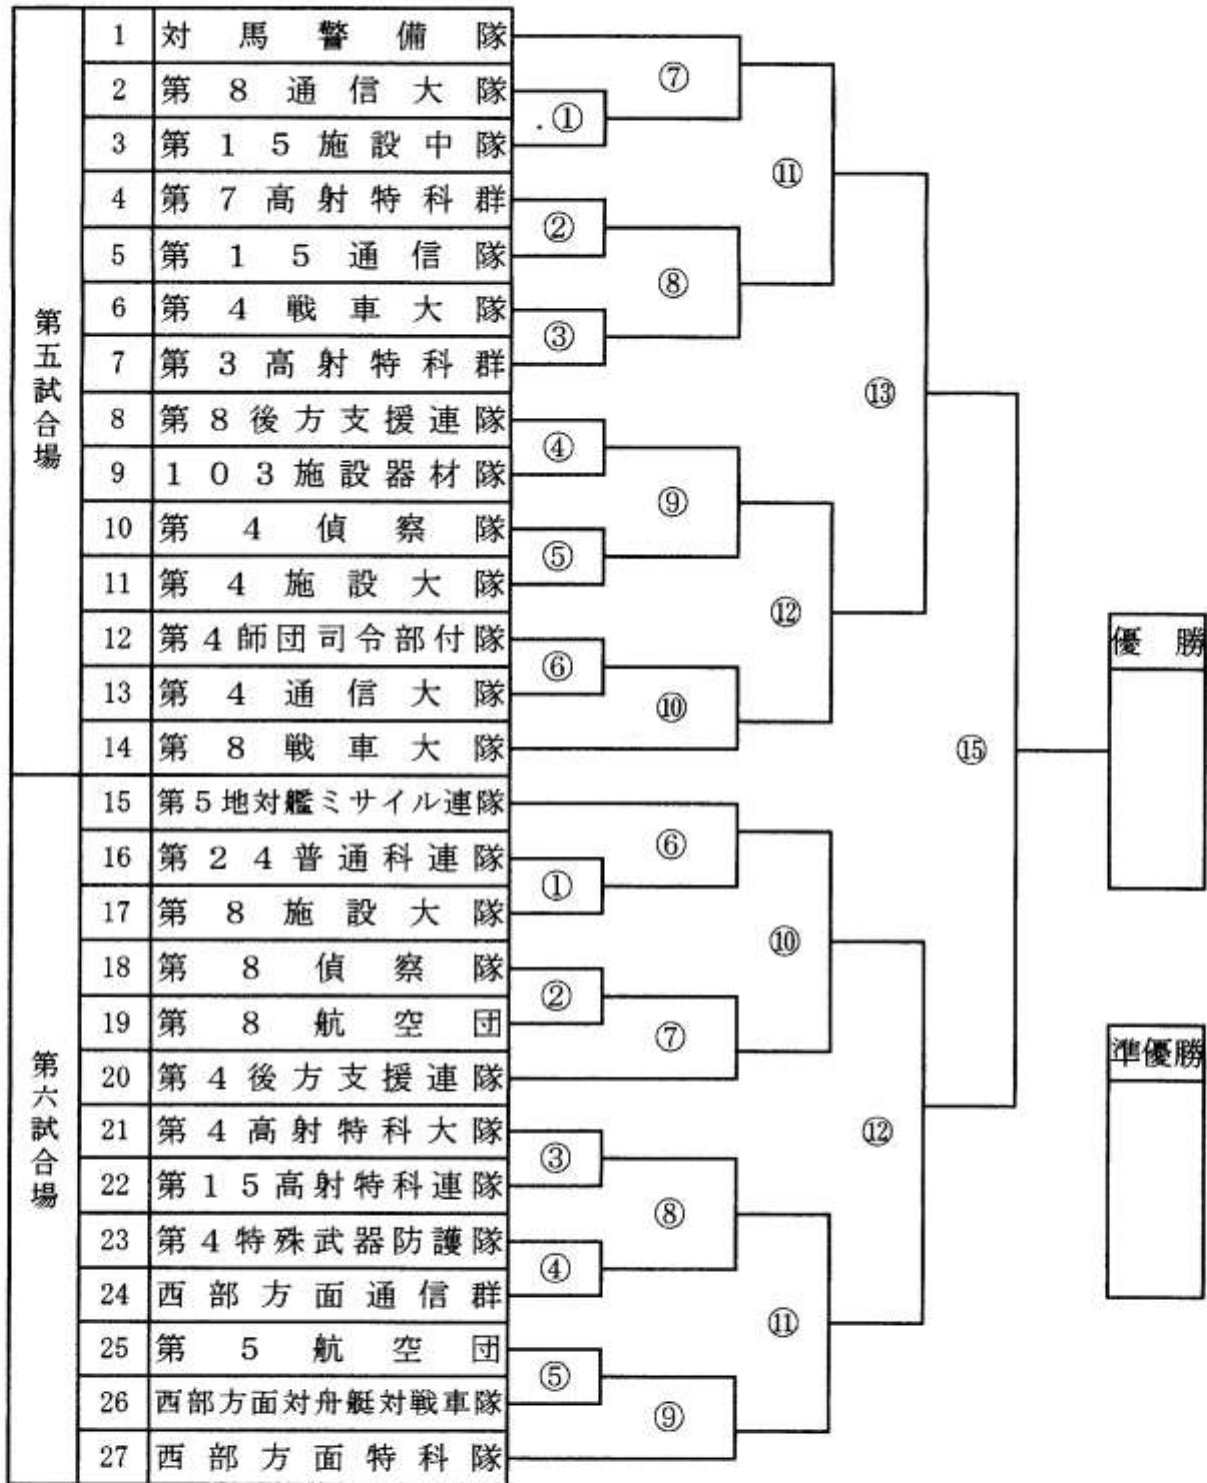 第五試合場
1 対馬警備隊
2 第8通信大隊
3 第15施設中隊
4 第7高射特科群
5 第15通信隊
6 第4戦車大隊
7 第3高射特科群
8 第8後方支援連隊
9 103施設器材隊
10 第4偵察隊
11 第4施設大隊
12 第4師団司令部付隊
13 第4通信大隊
14 第8戦車大隊
⑦
.①
⑪
②
⑧
③
⑬
④
⑨
⑤
⑫
⑥
⑩
⑮
優勝
第六試合場
15 第5地対艦ミサイル連隊
16 第24普通科連隊
17 第8施設大隊
18 第8偵察隊
19 第8航空団
20 第4後方支援連隊
21 第4高射特科大隊
22 第15高射特科連隊
23 第4特殊武器防護隊
24 西部方面通信群
25 第5航空団
26 西部方面対舟艇対戦車隊
27 西部方面特科隊
⑥
①
⑩
②
⑦
⑫
③
⑧
④
⑪
⑤
⑨
準優勝